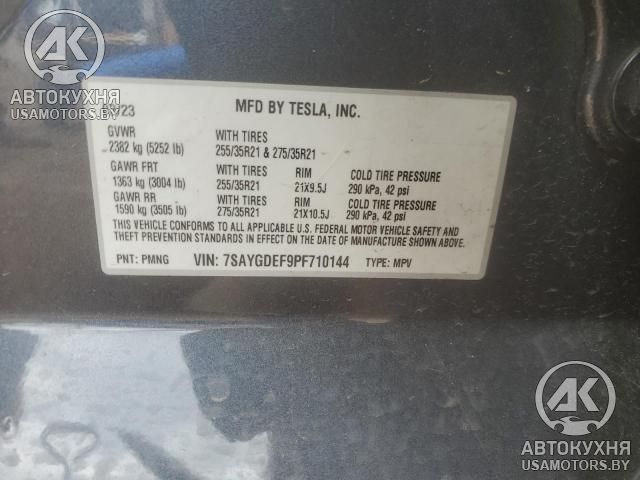 АК
АВТОКУХНЯ
USAMOTORS.BY
MFD BY TESLA, INC.
GVWR WITH TIRES
2382 kg (5252 lb) 255/35R21 & 275/35R21
GAWR FRT WITH TIRES RIM COLD TIRE PRESSURE
1363 kg (3004 lb) 255/35R21 21X9.5J 290 kPa, 42 psi
GAWR RR WITH TIRES RIM COLD TIRE PRESSURE
1590 kg (3505 lb) 275/35R21 21X10.5J 290 kPa, 42 psi
THIS VEHICLE CONFORMS TO ALL APPLICABLE U.S. FEDERAL MOTOR VEHICLE SAFETY AND
THEFT PREVENTION STANDARDS IN EFFECT ON THE DATE OF MANUFACTURE SHOWN ABOVE.
PNT: PMNG VIN: 7SAYGDEF9PF710144 TYPE: MPV
АК
АВТОКУХНЯ
USAMOTORS.BY